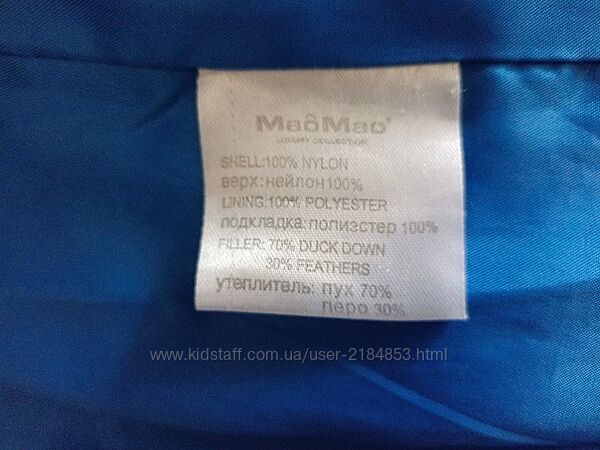 МадМао'
LUXURY COLLECTION
SHELL:100% NYLON
верх:нейлон100%
LINING:100% POLYESTER
подкладка:полиэстер 100%
FILLER: 70% DUCK DOWN
30% FEATHERS
утеплитель: пух 70%
перо 30%
www.kidstaff.com.ua/user-2184853.html